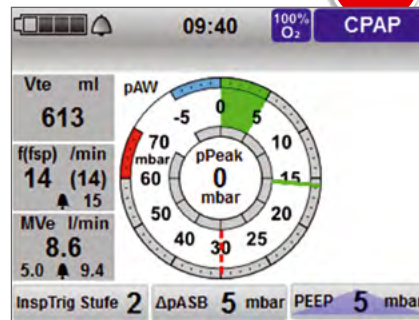 09:40 100% O₂ CPAP
Vte ml
613
f(fsp) /min
14 (14)
15
MVe l/min
8.6
5.0 9.4
pAW
-5 0 5 10 15 20 25 30 40 50 60 70
mbar
pPeak
0
mbar
InspTrig Stufe 2 ΔpASB 5 mbar PEEP 5 mbar